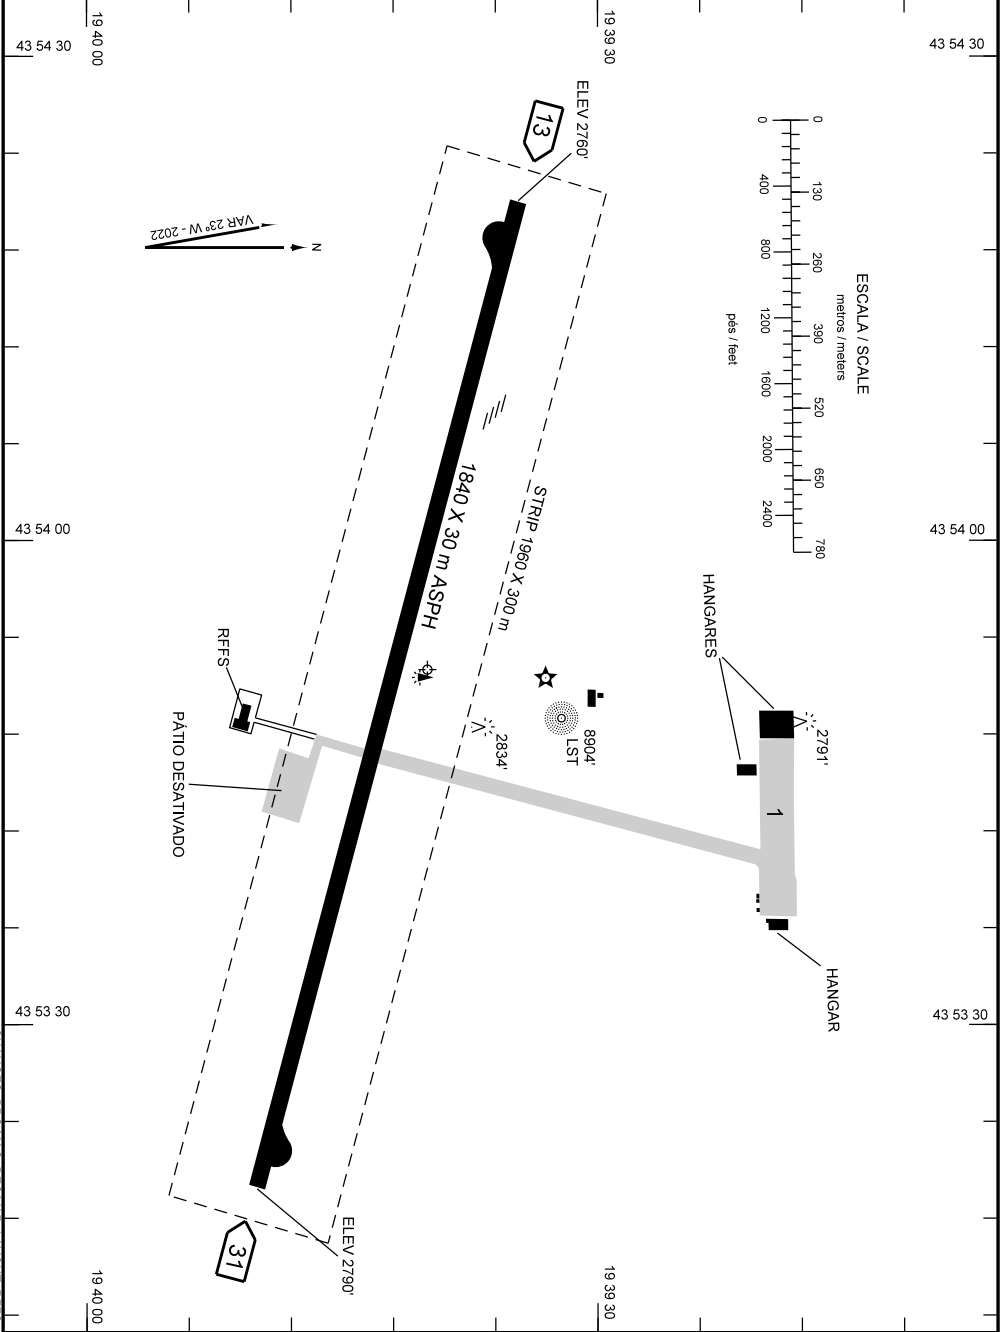 19 40 00
19 39 30
43 54 30
43 54 30
13
ELEV 2760'
ESCALA / SCALE
metros / meters
0 130 260 390 520 650 780
0 400 800 1200 1600 2000 2400
pés / feet
VAR 23º W - 2022
N
1840 X 30 m ASPH
STRIP 1960 X 300 m
43 54 00
43 54 00
HANGARES
RFFS
PÁTIO DESATIVADO
2834'
8904'
LST
2791'
1
HANGAR
43 53 30
43 53 30
ELEV 2790'
31
19 40 00
19 39 30